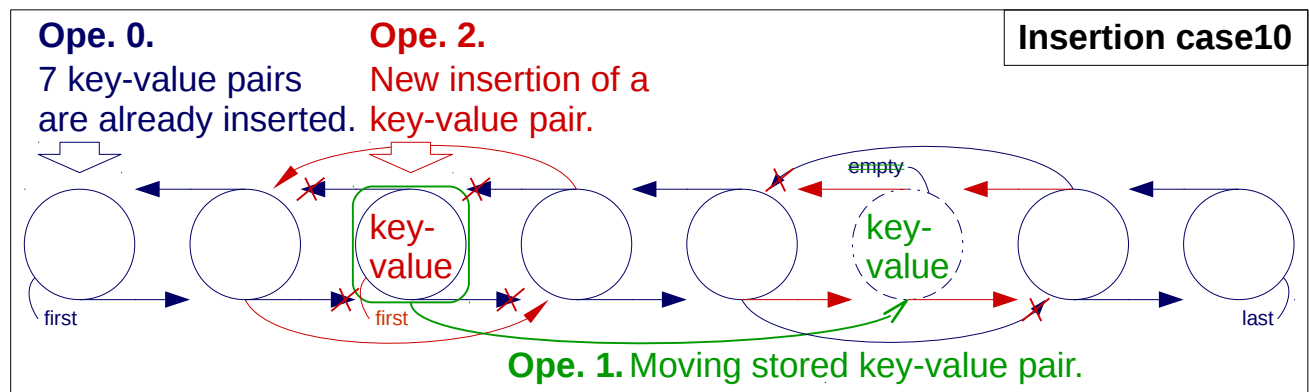 Ope. 0.
7 key-value pairs
are already inserted.
Ope. 2.
New insertion of a
key-value pair.
Insertion case10
empty
key-
value
key-
value
first
first
last
Ope. 1. Moving stored key-value pair.